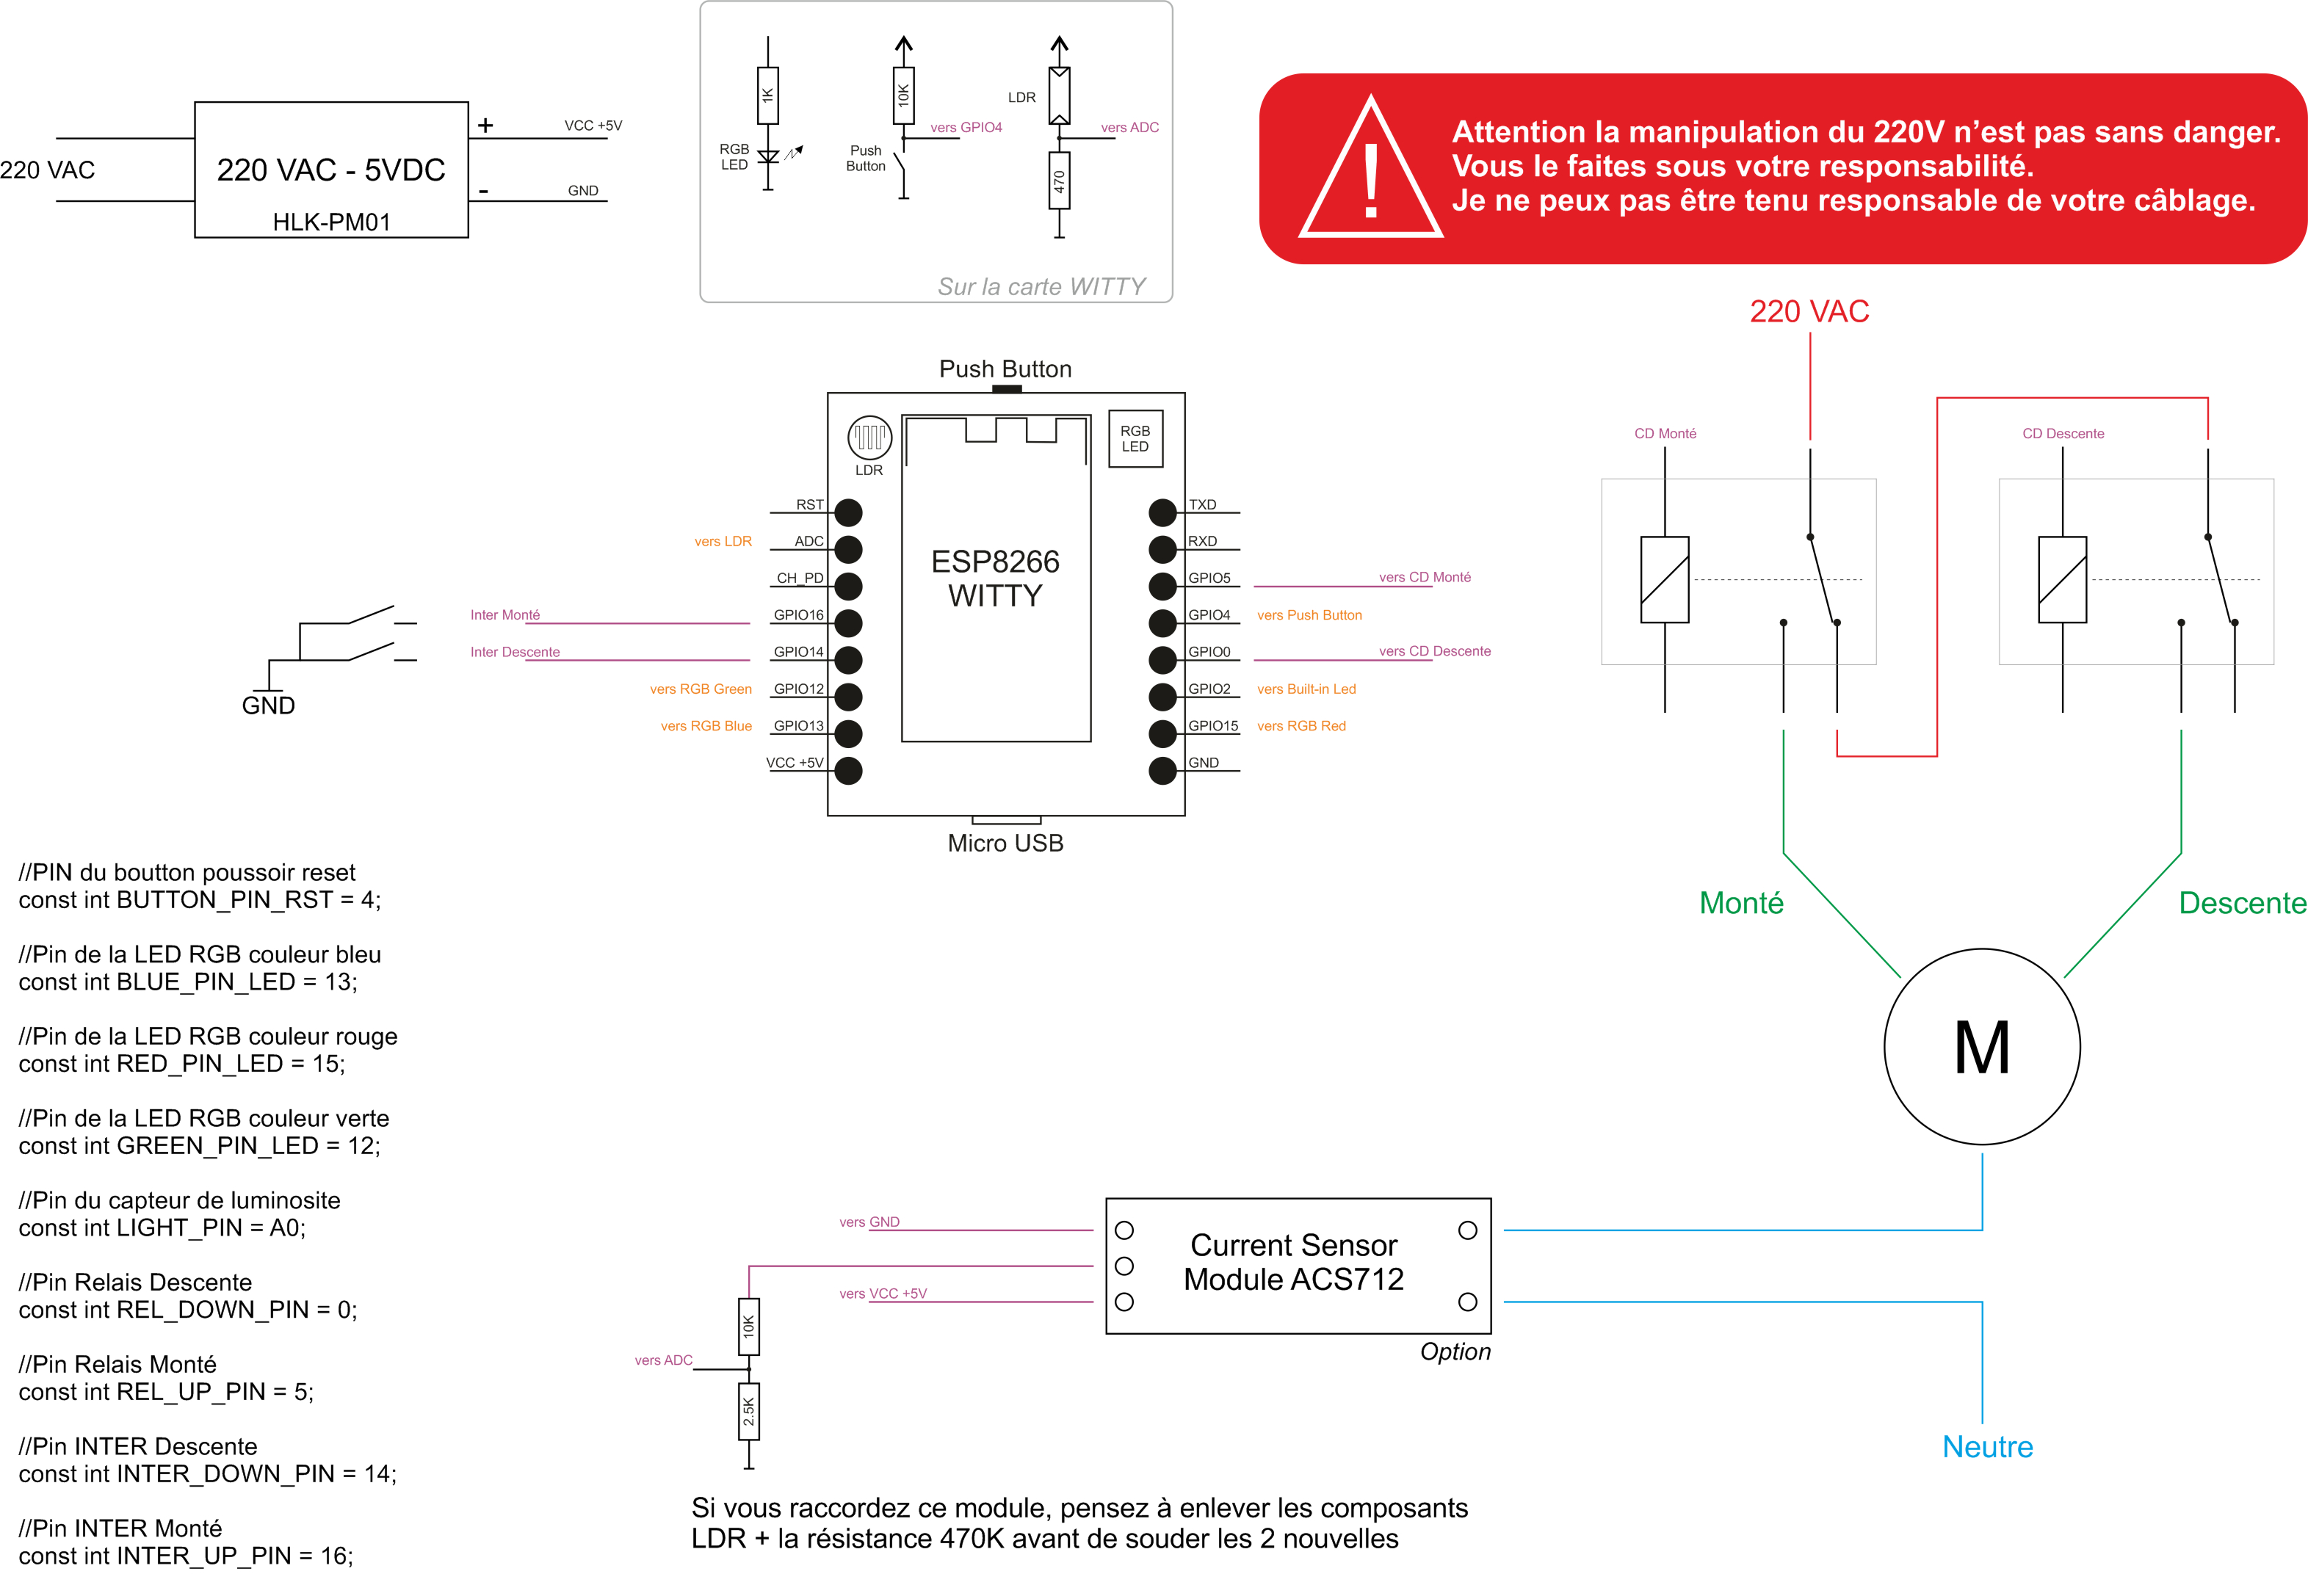 220 VAC
220 VAC - 5VDC
HLK-PM01
+
VCC +5V
-
GND
1K
RGB
LED
10K
vers GPIO4
Push
Button
LDR
vers ADC
470
Sur la carte WITTY
!
Attention la manipulation du 220V n’est pas sans danger.
Vous le faites sous votre responsabilité.
Je ne peux pas être tenu responsable de votre câblage.
Push Button
LDR
RGB
LED
ESP8266
WITTY
RST
vers LDR
ADC
CH_PD
Inter Monté
GPIO16
Inter Descente
GPIO14
vers RGB Green
GPIO12
vers RGB Blue
GPIO13
VCC +5V
TXD
RXD
GPIO5
vers CD Monté
GPIO4
vers Push Button
GPIO0
vers CD Descente
GPIO2
vers Built-in Led
GPIO15
vers RGB Red
GND
Micro USB
GND
220 VAC
CD Monté
CD Descente
Monté
Descente
M
Neutre
//PIN du boutton poussoir reset
const int BUTTON_PIN_RST = 4;
//Pin de la LED RGB couleur bleu
const int BLUE_PIN_LED = 13;
//Pin de la LED RGB couleur rouge
const int RED_PIN_LED = 15;
//Pin de la LED RGB couleur verte
const int GREEN_PIN_LED = 12;
//Pin du capteur de luminosite
const int LIGHT_PIN = A0;
//Pin Relais Descente
const int REL_DOWN_PIN = 0;
//Pin Relais Monté
const int REL_UP_PIN = 5;
//Pin INTER Descente
const int INTER_DOWN_PIN = 14;
//Pin INTER Monté
const int INTER_UP_PIN = 16;
vers GND
vers VCC +5V
Current Sensor
Module ACS712
Option
10K
vers ADC
2.5K
Si vous raccordez ce module, pensez à enlever les composants
LDR + la résistance 470K avant de souder les 2 nouvelles